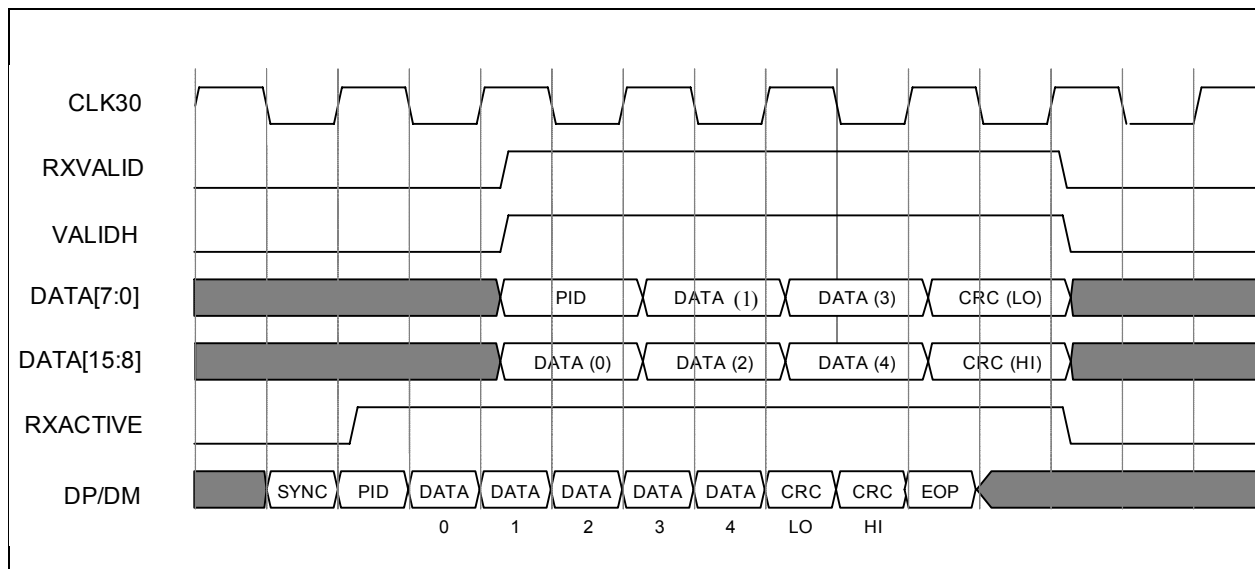 CLK30
RXVALID
VALIDH
DATA[7:0] PID DATA (1) DATA (3) CRC (LO)
DATA[15:8] DATA (0) DATA (2) DATA (4) CRC (HI)
RXACTIVE
DP/DM SYNC PID DATA DATA DATA DATA DATA CRC CRC EOP
0 1 2 3 4 LO HI